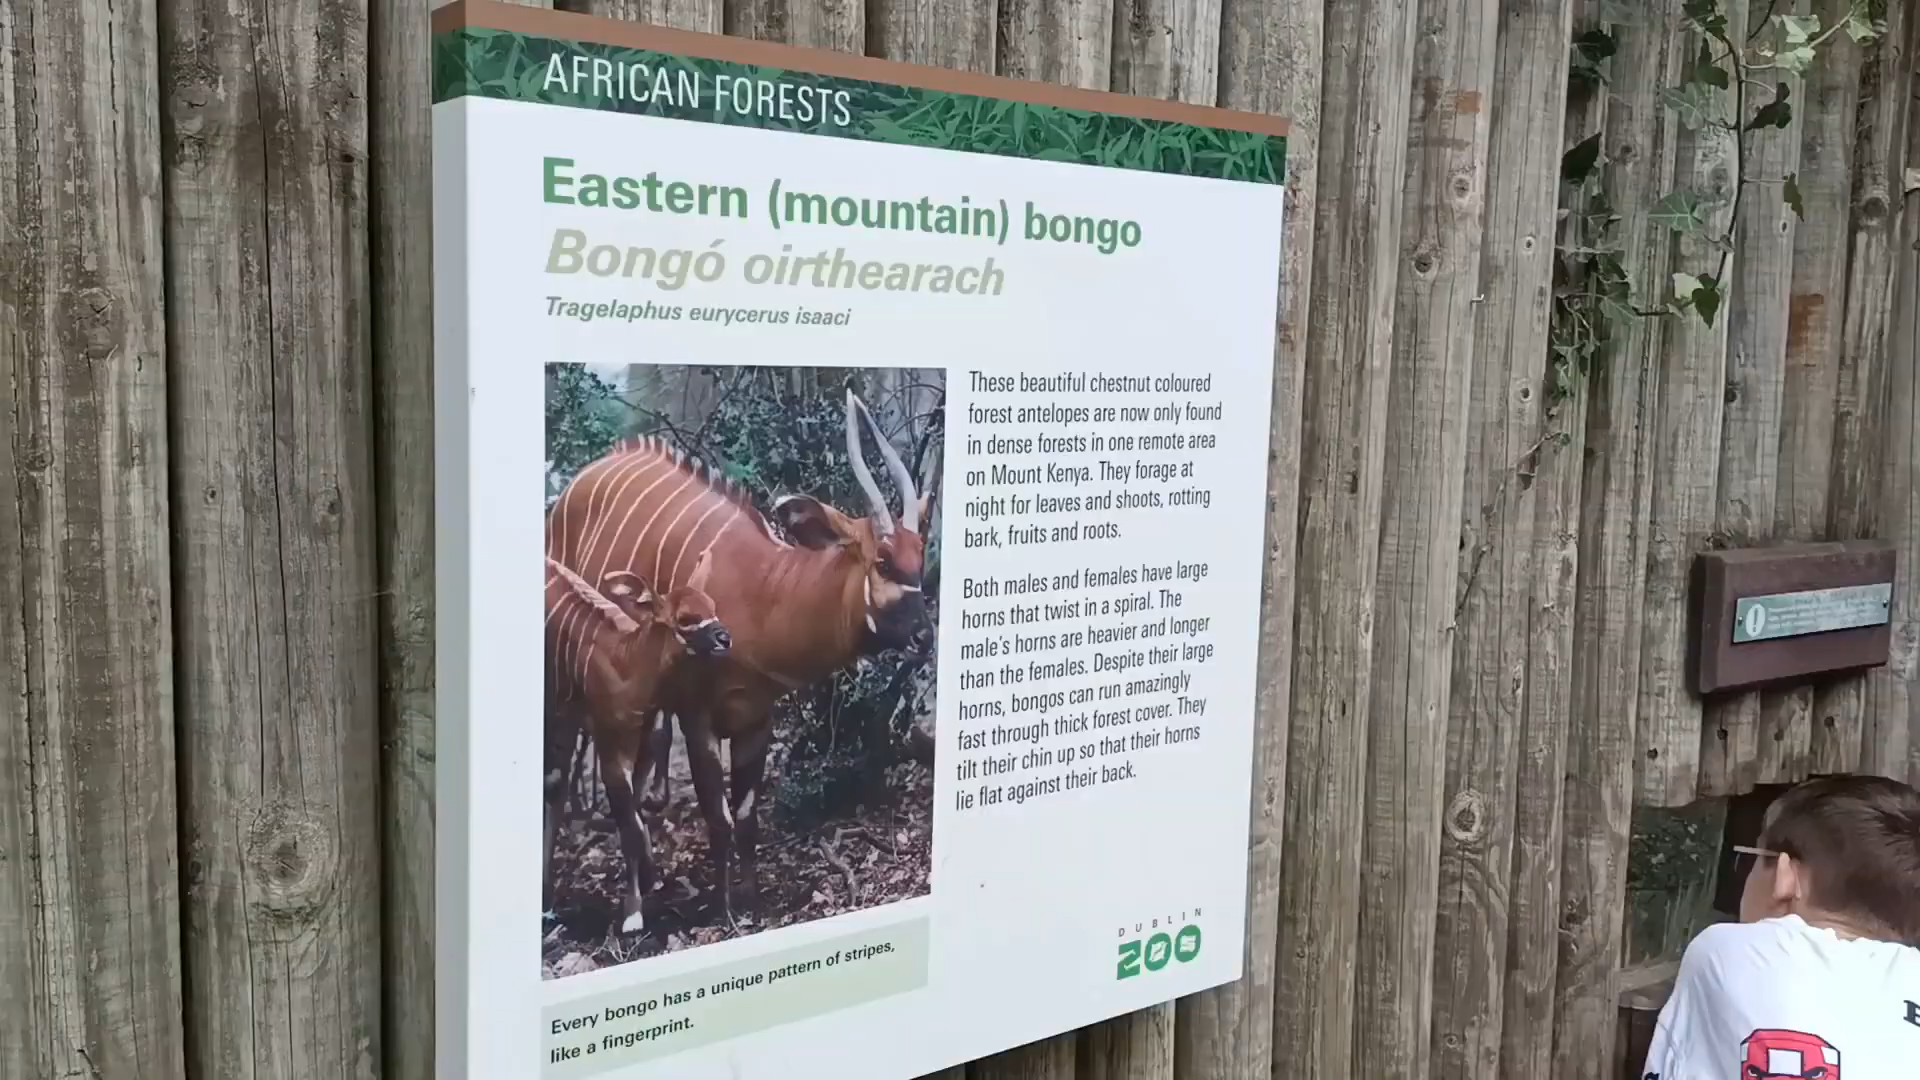 AFRICAN FORESTS
Eastern (mountain) bongo
Bongó oirthearach
Tragelaphus eurycerus isaaci
These beautiful chestnut coloured
forest antelopes are now only found
in dense forests in one remote area
on Mount Kenya. They forage at
night for leaves and shoots, rotting
bark, fruits and roots.
Both males and females have large
horns that twist in a spiral. The
male's horns are heavier and longer
than the females. Despite their large
horns, bongos can run amazingly
fast through thick forest cover. They
tilt their chin up so that their horns
lie flat against their back.
Every bongo has a unique pattern of stripes,
like a fingerprint.
DUBLIN
ZOO